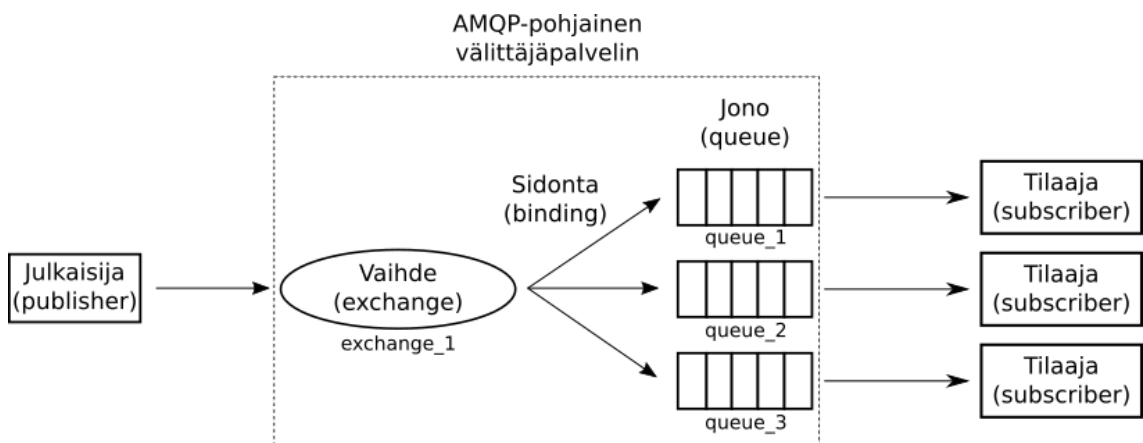 AMQP-pohjainen
välittäjäpalvelin
Jono
(queue)
Sidonta
(binding)
queue_1
Tilaaja
(subscriber)
Julkaisija
(publisher)
Vaihde
(exchange)
exchange_1
queue_2
Tilaaja
(subscriber)
queue_3
Tilaaja
(subscriber)